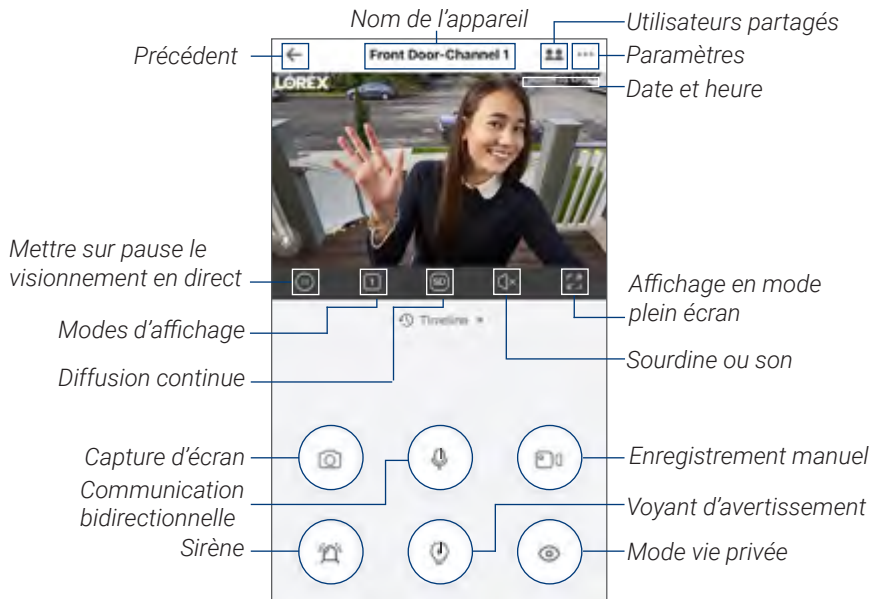 Nom de l'appareil
Utilisateurs partagés
Précédent
Front Door-Channel 1
Paramètres
Date et heure
LOREX
Mettre sur pause le
visionnement en direct
1
SD
Affichage en mode
plein écran
Modes d'affichage
Timeline
Sourdine ou son
Diffusion continue
Capture d'écran
Enregistrement manuel
Communication
bidirectionnelle
Voyant d'avertissement
Sirène
Mode vie privée